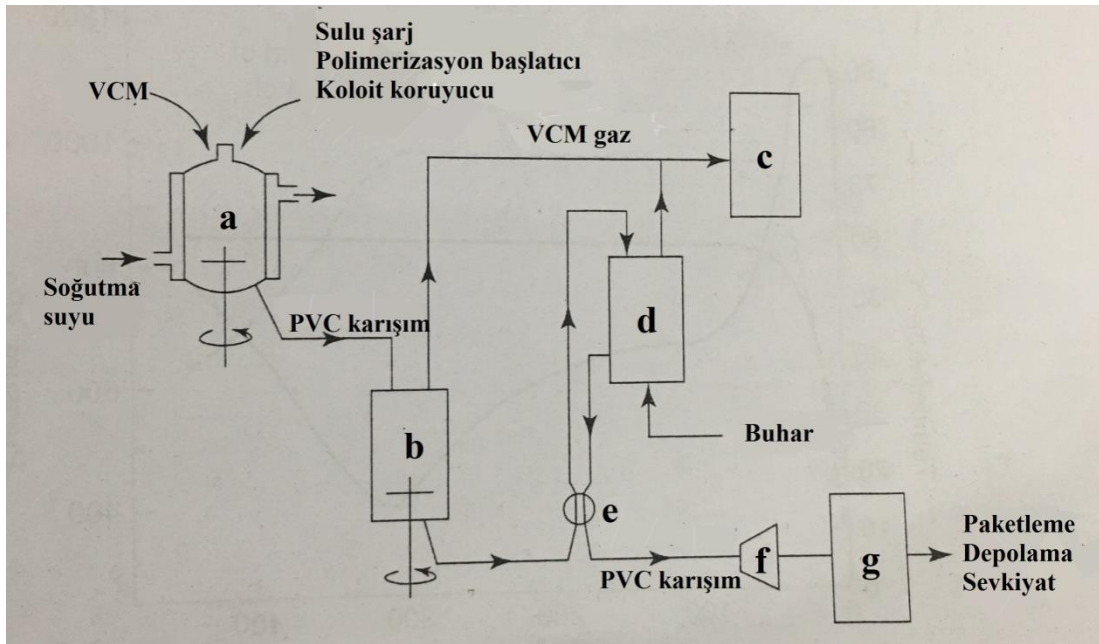 Sulu şarj
Polimerizasyon başlatıcı
Koloit koruyucu
VCM
VCM gaz
c
a
d
Soğutma
suyu
PVC karışım
Buhar
b
e
Paketleme
Depolama
Sevkiyat
f
g
PVC karışım